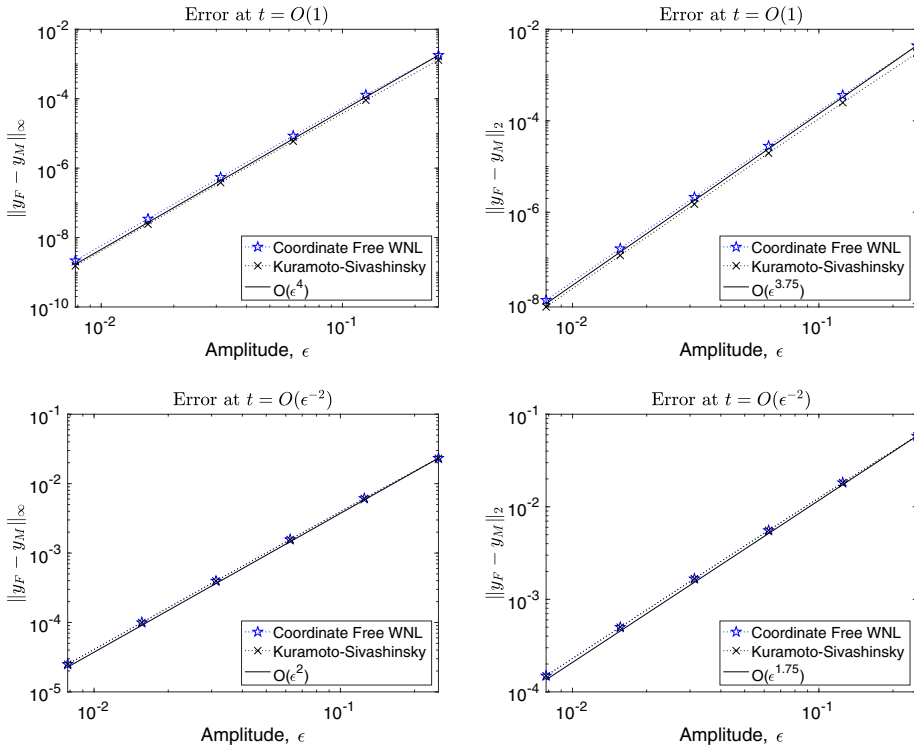 Error at $t = O(1)$
||y_F − y_M||_∞
10^{-2}
10^{-4}
10^{-6}
10^{-8}
10^{-10}
Coordinate Free WNL
Kuramoto-Sivashinsky
O(ϵ^4)
10^{-2}
10^{-1}
Amplitude, ϵ
Error at t = O(1)
||y_F − y_M||_2
10^{-2}
10^{-4}
10^{-6}
10^{-8}
Coordinate Free WNL
Kuramoto-Sivashinsky
O(ϵ^{3.75})
10^{-2}
10^{-1}
Amplitude, ϵ
Error at t = O(ϵ^{-2})
||y_F − y_M||_∞
10^{-1}
10^{-2}
10^{-3}
10^{-4}
10^{-5}
Coordinate Free WNL
Kuramoto-Sivashinsky
O(ϵ^2)
10^{-2}
10^{-1}
Amplitude, ϵ
Error at t = O(ϵ^{-2})
||y_F − y_M||_2
10^{-1}
10^{-2}
10^{-3}
10^{-4}
Coordinate Free WNL
Kuramoto-Sivashinsky
O(ϵ^{1.75})
10^{-2}
10^{-1}
Amplitude, ϵ